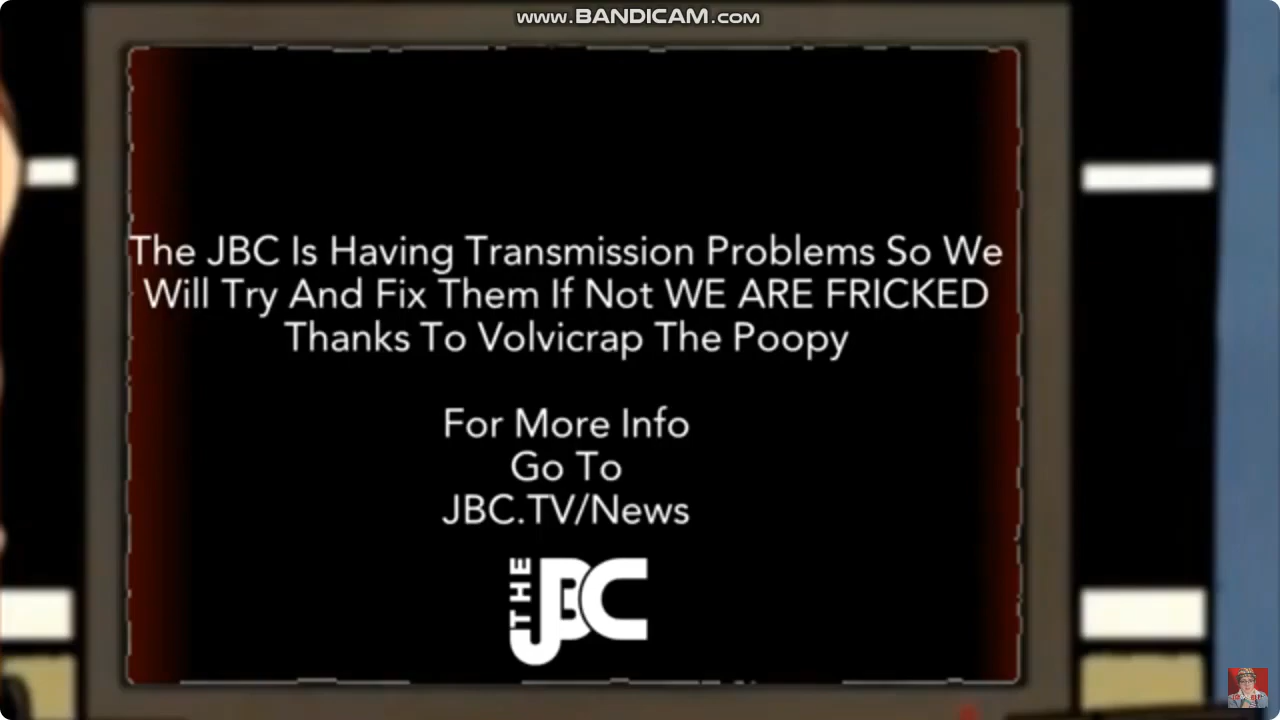 www.BANDICAM.com
The JBC Is Having Transmission Problems So We
Will Try And Fix Them If Not WE ARE FRICKED
Thanks To Volvicrap The Poopy
For More Info
Go To
JBC.TV/News
THE JBC